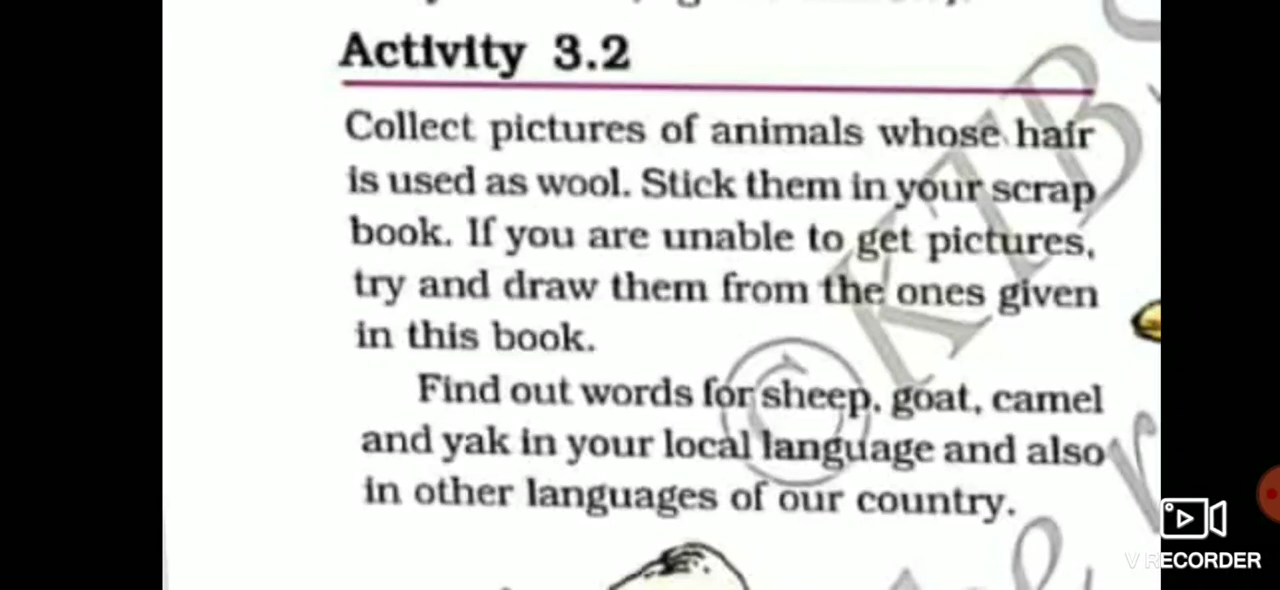 Activity 3.2
Collect pictures of animals whose hair
is used as wool. Stick them in your scrap
book. If you are unable to get pictures,
try and draw them from the ones given
in this book.
Find out words for sheep, goat, camel
and yak in your local language and also
in other languages of our country.
©KTB
V RECORDER